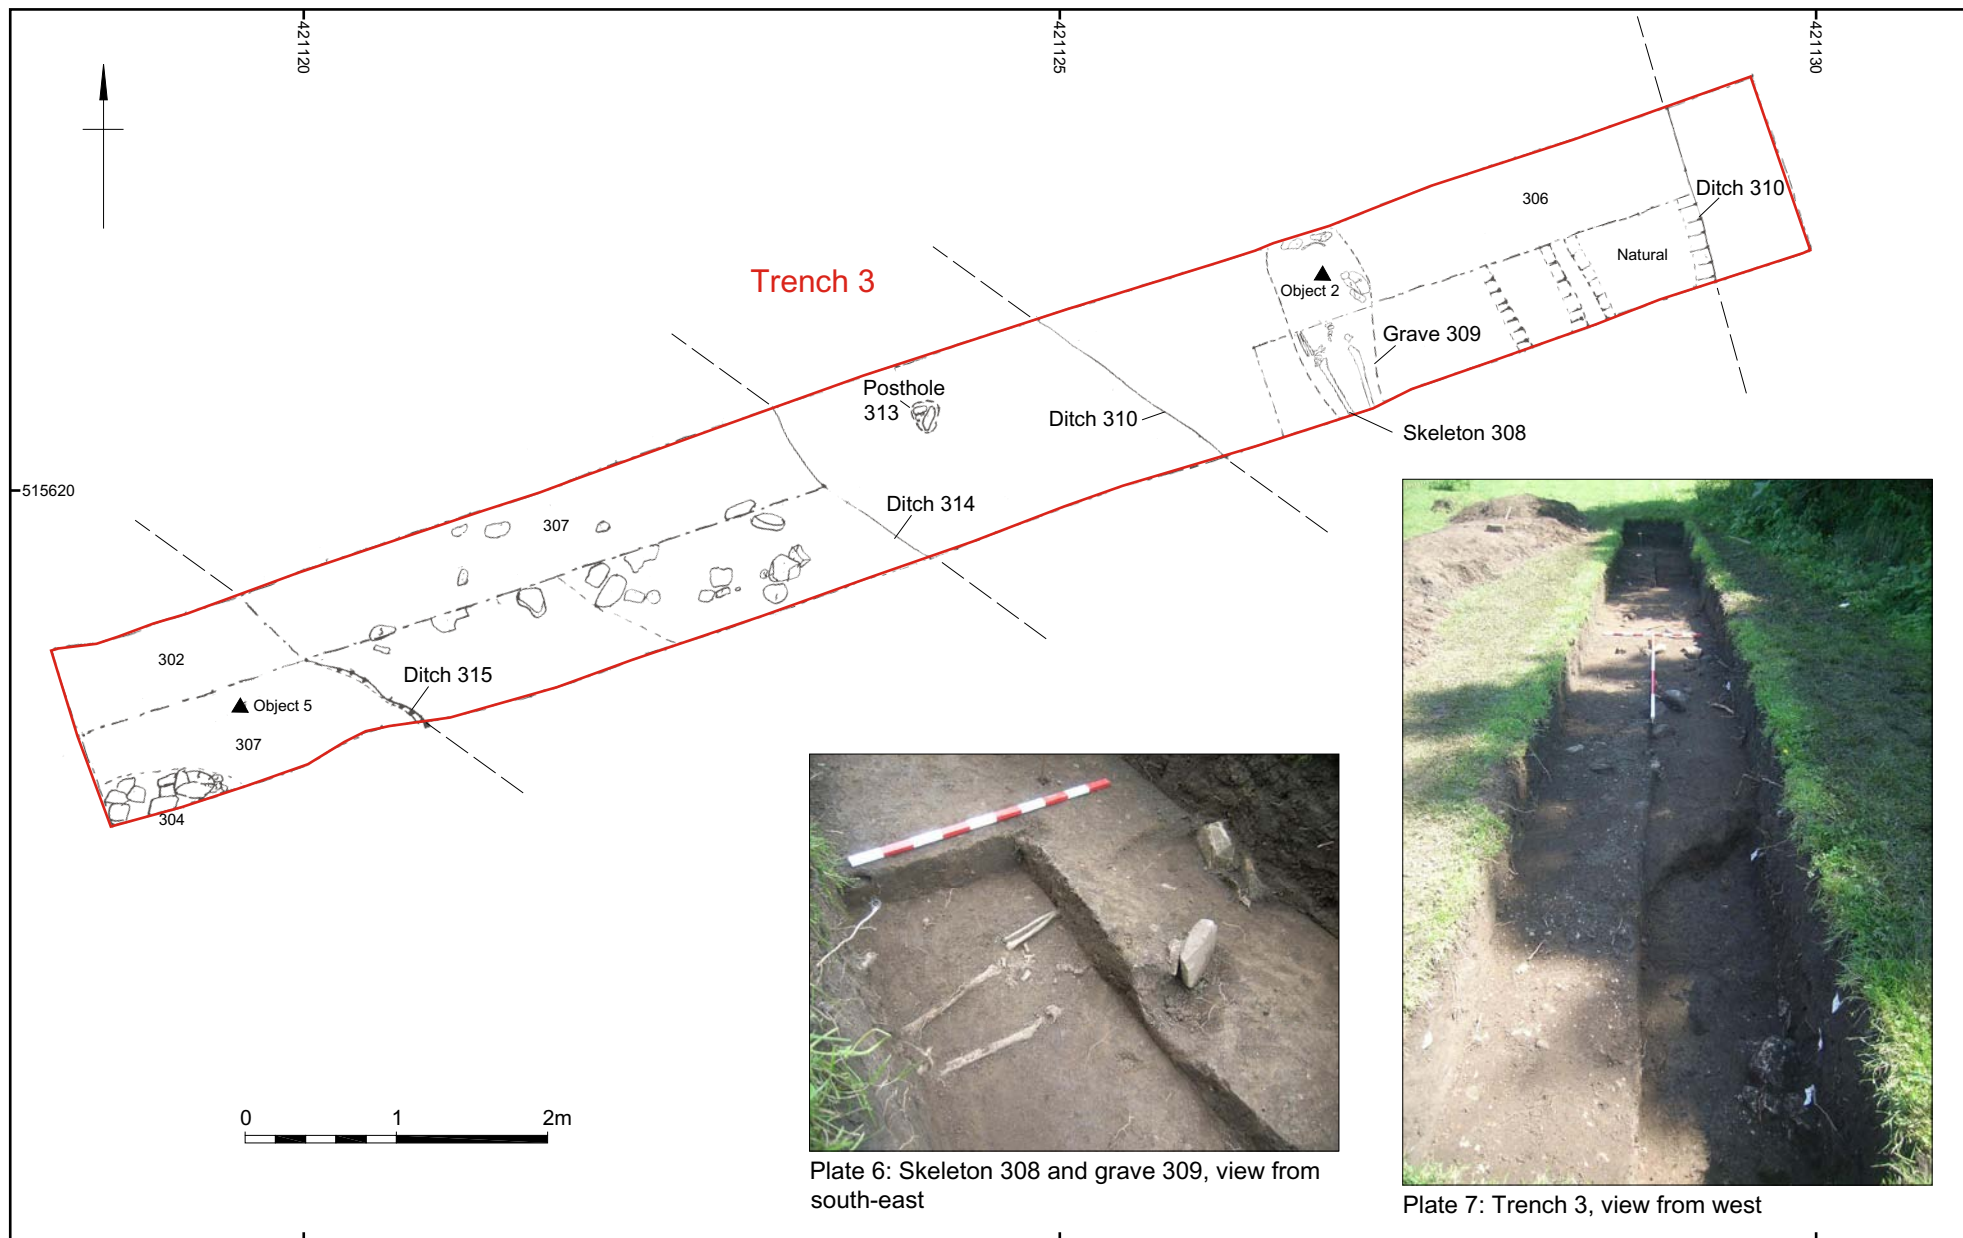 421120
421125
421130
306
Ditch 310
Natural
Trench 3
Object 2
Grave 309
Posthole
313
Ditch 310
Skeleton 308
515620
Ditch 314
307
302
Ditch 315
Object 5
307
304
0 1 2m
Plate 6: Skeleton 308 and grave 309, view from
south-east
Plate 7: Trench 3, view from west